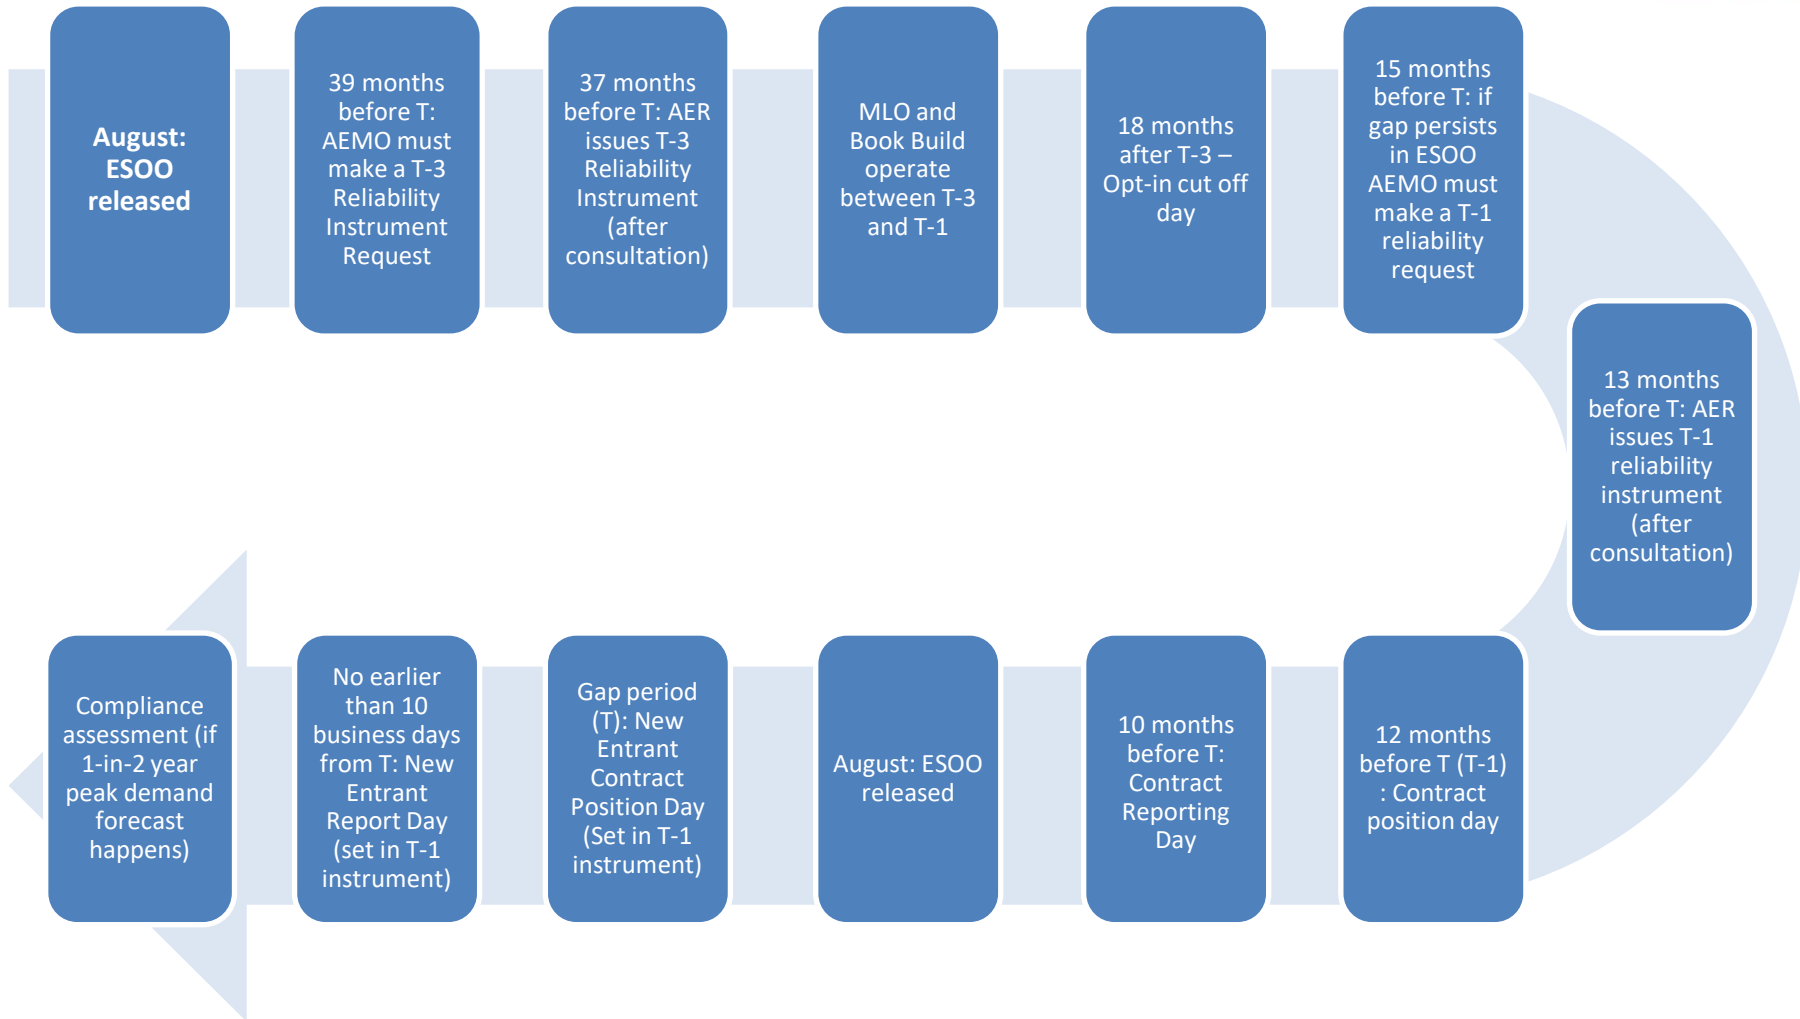 August:
ESOO
released
39 months
before T:
AEMO must
make a T-3
Reliability
Instrument
Request
37 months
before T: AER
issues T-3
Reliability
Instrument
(after
consultation)
MLO and
Book Build
operate
between T-3
and T-1
18 months
after T-3 –
Opt-in cut off
day
15 months
before T: if
gap persists
in ESOO
AEMO must
make a T-1
reliability
request
13 months
before T: AER
issues T-1
reliability
instrument
(after
consultation)
12 months
before T (T-1)
: Contract
position day
10 months
before T:
Contract
Reporting
Day
August: ESOO
released
Gap period
(T): New
Entrant
Contract
Position Day
(Set in T-1
instrument)
No earlier
than 10
business days
from T: New
Entrant
Report Day
(set in T-1
instrument)
Compliance
assessment (if
1-in-2 year
peak demand
forecast
happens)